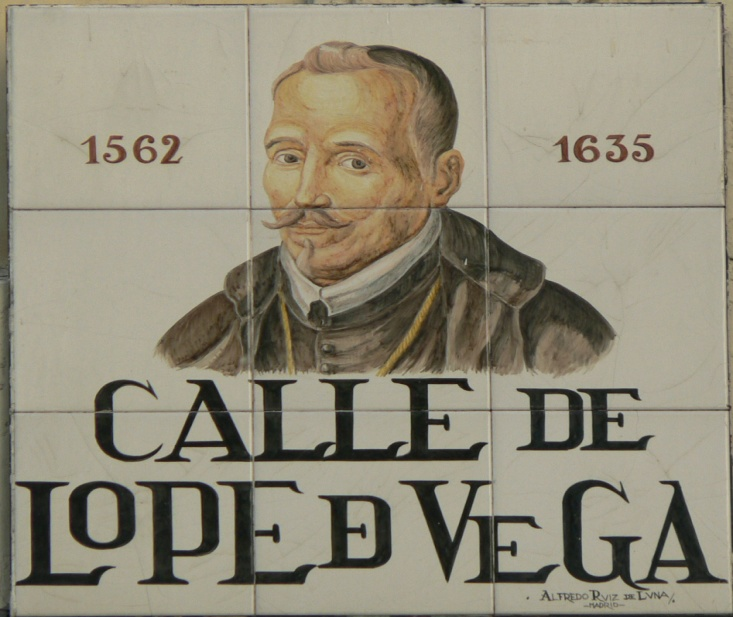 1562 1635
CALLE DE
LOPE DE VEGA
ALFREDO RUIZ DE LUNA
MADRID